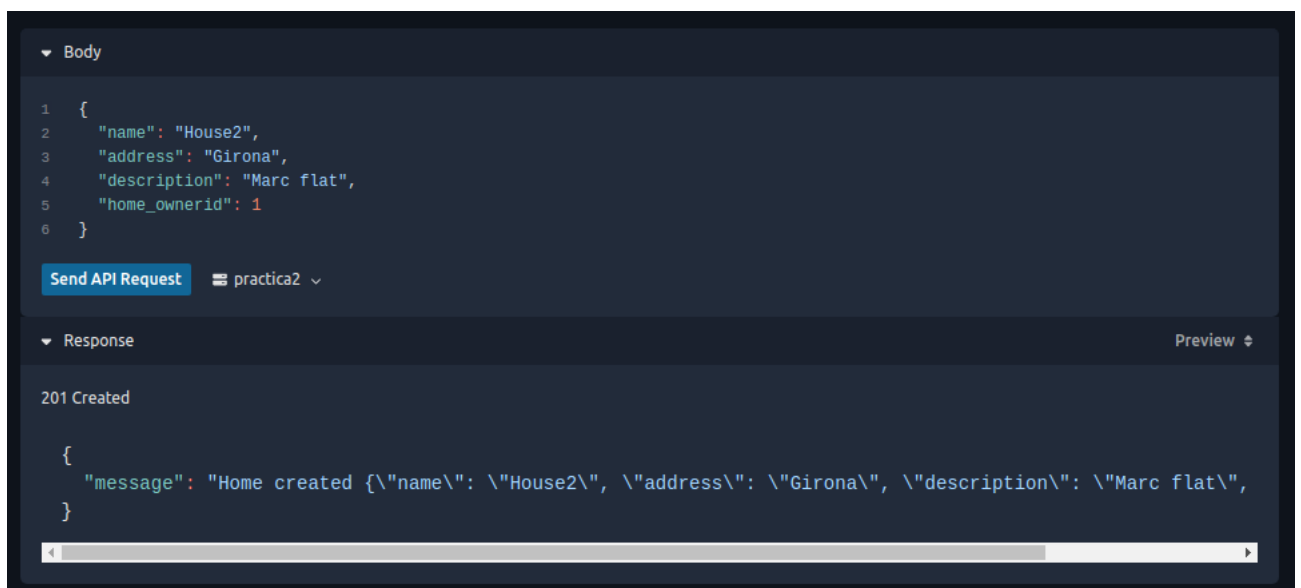 Body
1 {
2 "name": "House2",
3 "address": "Girona",
4 "description": "Marc flat",
5 "home_ownerid": 1
6 }
Send API Request practica2
Response Preview
201 Created
{
"message": "Home created {\"name\": \"House2\", \"address\": \"Girona\", \"description\": \"Marc flat\",
}